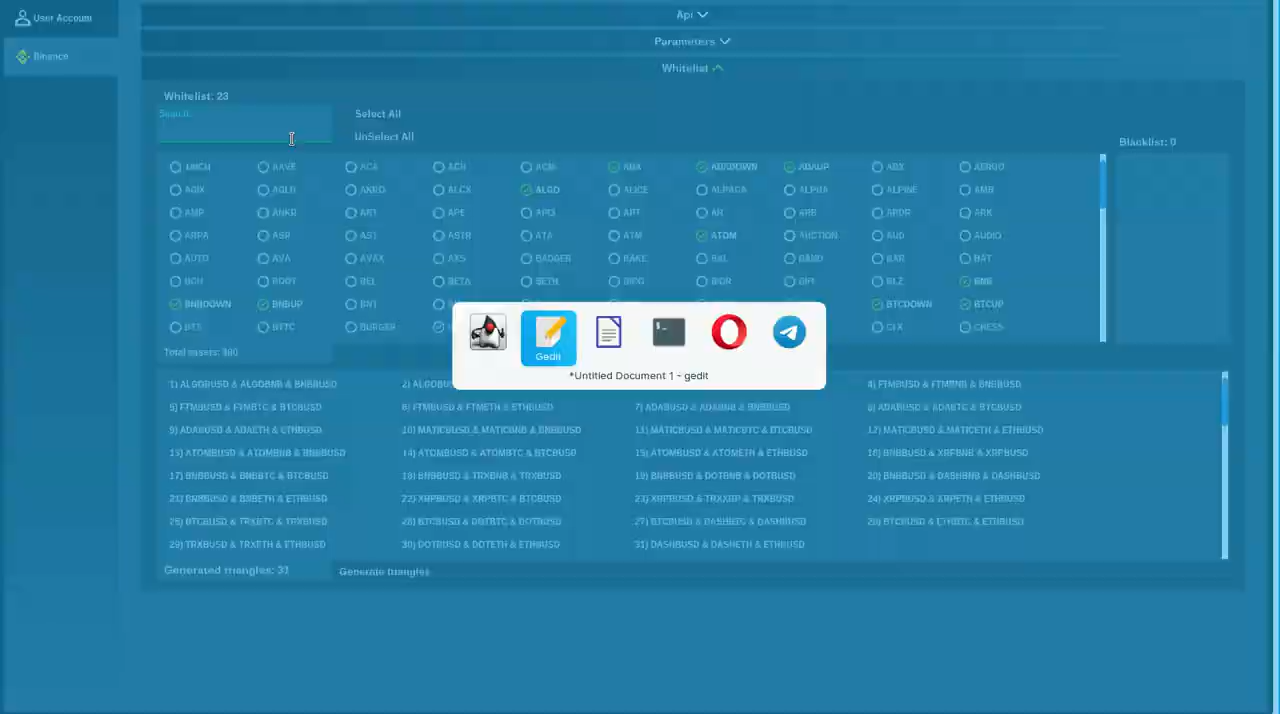 User Account
Binance
Api
Parameters
Whitelist
Whitelist: 23
Search:
Select All
UnSelect All
Blacklist: 0
1INCH AAVE ACA ACH ACM ADA ADADOWN ADAUP ADX AERGO
AGIX AGLD AKRO ALCX ALGO ALICE ALPACA ALPHA ALPINE AMB
AMP ANKR ANT APE API3 APT AR ARB ARDR ARK
ARPA ASR AST ASTR ATA ATM ATOM AUCTION AUD AUDIO
AUTO AVA AVAX AXS BADGER BAKE BAL BAND BAR BAT
BCH BDOT BEL BETA BETH BICO BIFI BLZ BNB
BNBDOWN BNBUP BNT BTCDOWN BTCUP
BTS BTTC BURGER CFX CHESS
Gedit
*Untitled Document 1 - gedit
Total assets: 380
1) ALGOBUSD & ALGOBNB & BNBBUSD 2) ALGOBU 4) FTMBUSD & FTMBNB & BNBBUSD
5) FTMBUSD & FTMBTC & BTCBUSD 6) FTMBUSD & FTMETH & ETHBUSD 7) ADABUSD & ADABNB & BNBBUSD 8) ADABUSD & ADABTC & BTCBUSD
9) ADABUSD & ADAETH & ETHBUSD 10) MATICBUSD & MATICBNB & BNBBUSD 11) MATICBUSD & MATICBTC & BTCBUSD 12) MATICBUSD & MATICETH & ETHBUSD
13) ATOMBUSD & ATOMBNB & BNBBUSD 14) ATOMBUSD & ATOMBTC & BTCBUSD 15) ATOMBUSD & ATOMETH & ETHBUSD 16) BNBBUSD & XRPBNB & XRPBUSD
17) BNBBUSD & BNBBTC & BTCBUSD 18) BNBBUSD & TRXBNB & TRXBUSD 19) BNBBUSD & DOTBNB & DOTBUSD 20) BNBBUSD & DASHBNB & DASHBUSD
21) BNBBUSD & BNBETH & ETHBUSD 22) XRPBUSD & XRPBTC & BTCBUSD 23) XRPBUSD & TRXXRP & TRXBUSD 24) XRPBUSD & XRPETH & ETHBUSD
25) BTCBUSD & TRXBTC & TRXBUSD 26) BTCBUSD & DOTBTC & DOTBUSD 27) BTCBUSD & DASHBTC & DASHBUSD 28) BTCBUSD & ETHBTC & ETHBUSD
29) TRXBUSD & TRXETH & ETHBUSD 30) DOTBUSD & DOTETH & ETHBUSD 31) DASHBUSD & DASHETH & ETHBUSD
Generated triangles: 31
Generate triangles